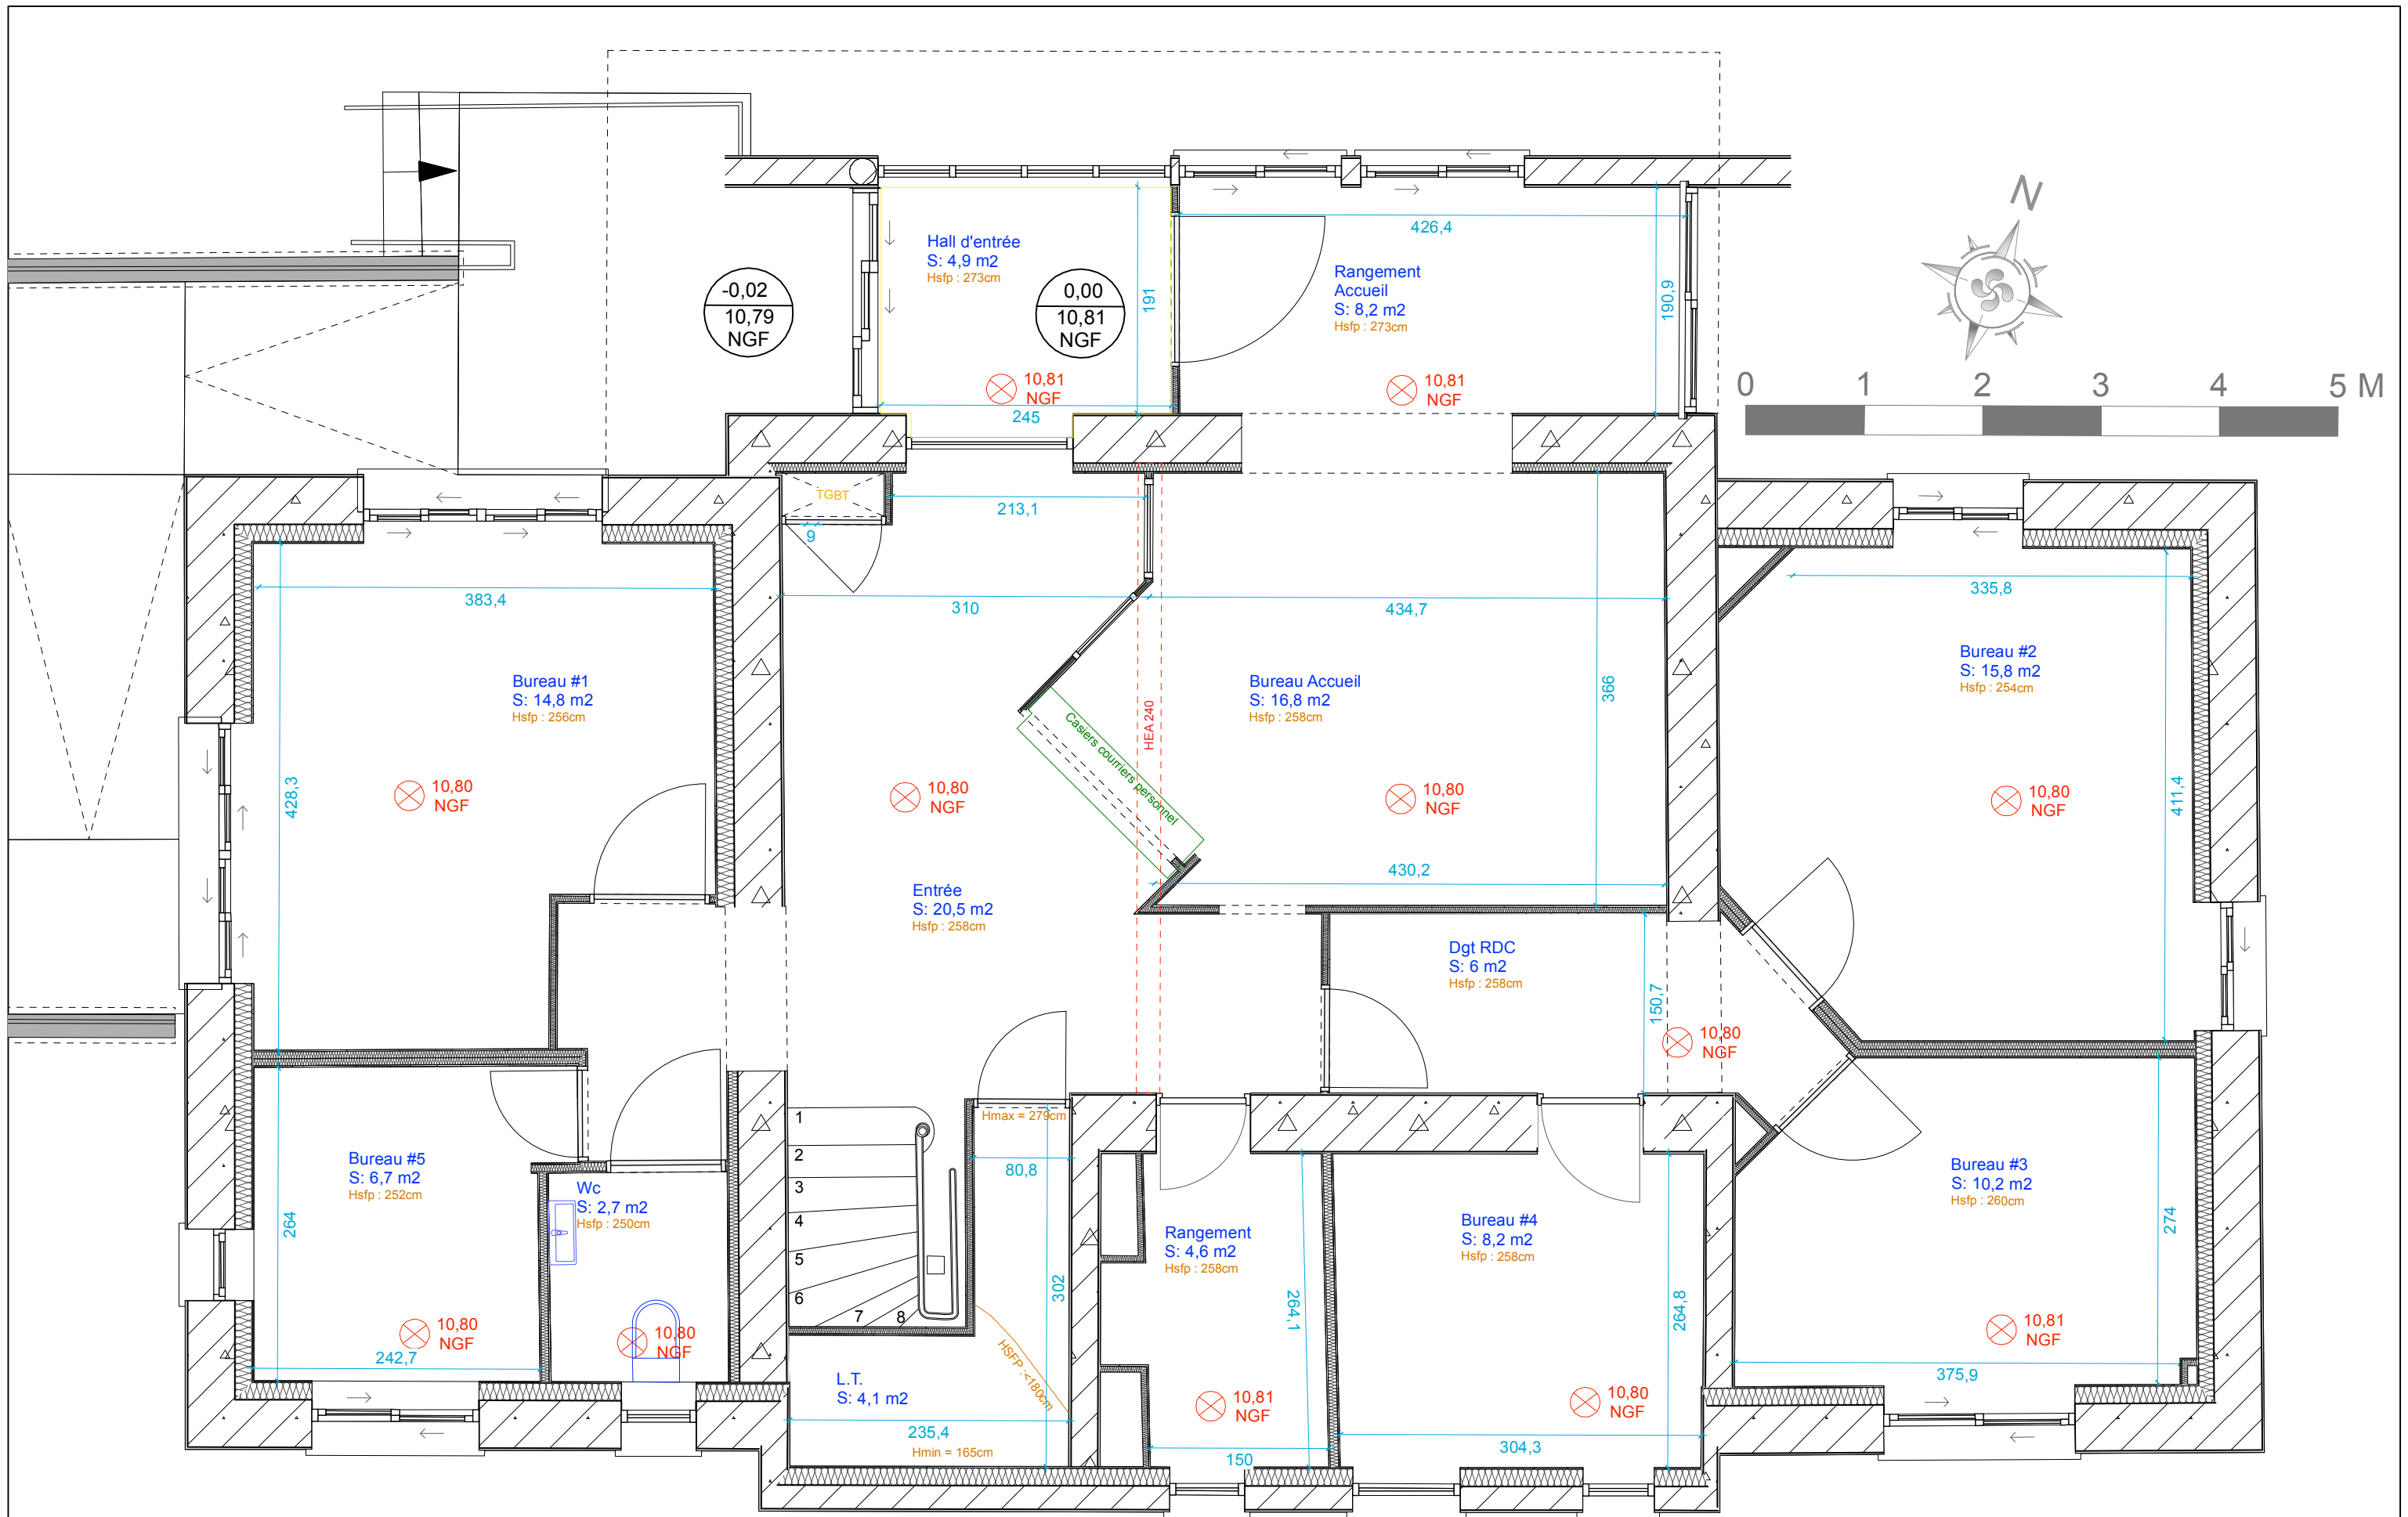 N
0 1 2 3 4 5 M
Hall d'entrée
S: 4,9 m2
Hsfp : 273cm
-0,02
10,79
NGF
0,00
10,81
NGF
191
10,81
NGF
245
426,4
Rangement
Accueil
S: 8,2 m2
Hsfp : 273cm
190,9
10,81
NGF
TGBT
9
213,1
310
434,7
383,4
Bureau #1
S: 14,8 m2
Hsfp : 256cm
428,3
10,80
NGF
10,80
NGF
Casiers courriers personnel
HEA 240
Bureau Accueil
S: 16,8 m2
Hsfp : 258cm
366
10,80
NGF
430,2
335,8
Bureau #2
S: 15,8 m2
Hsfp : 254cm
10,80
NGF
411,4
Entrée
S: 20,5 m2
Hsfp : 258cm
Dgt RDC
S: 6 m2
Hsfp : 258cm
150,7
10,80
NGF
Bureau #5
S: 6,7 m2
Hsfp : 252cm
264
10,80
NGF
242,7
Wc
S: 2,7 m2
Hsfp : 250cm
10,80
NGF
1
2
3
4
5
6
7
8
Hmax = 279cm
80,8
302
HSFP :<180cm
L.T.
S: 4,1 m2
235,4
Hmin = 165cm
Rangement
S: 4,6 m2
Hsfp : 258cm
264,1
10,81
NGF
150
Bureau #4
S: 8,2 m2
Hsfp : 258cm
264,8
10,80
NGF
304,3
Bureau #3
S: 10,2 m2
Hsfp : 260cm
274
10,81
NGF
375,9